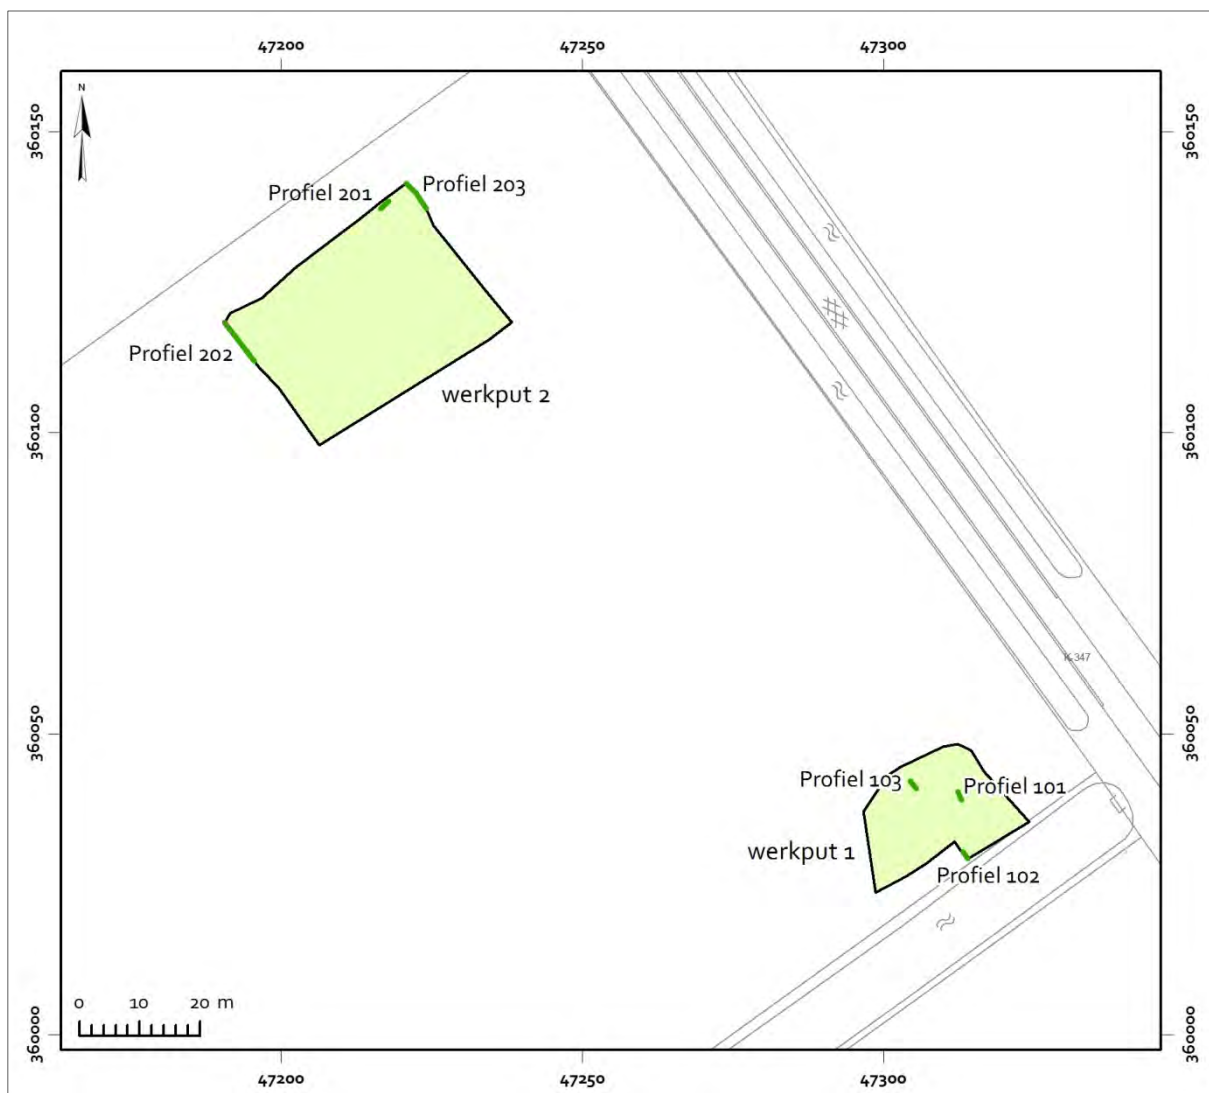 47200 47250 47300
N
360150 360150
Profiel 201 Profiel 203
Profiel 202
werkput 2
360100 360100
K-347
360050 360050
Profiel 103 Profiel 101
werkput 1
Profiel 102
0 10 20 m
360000 360000
47200 47250 47300